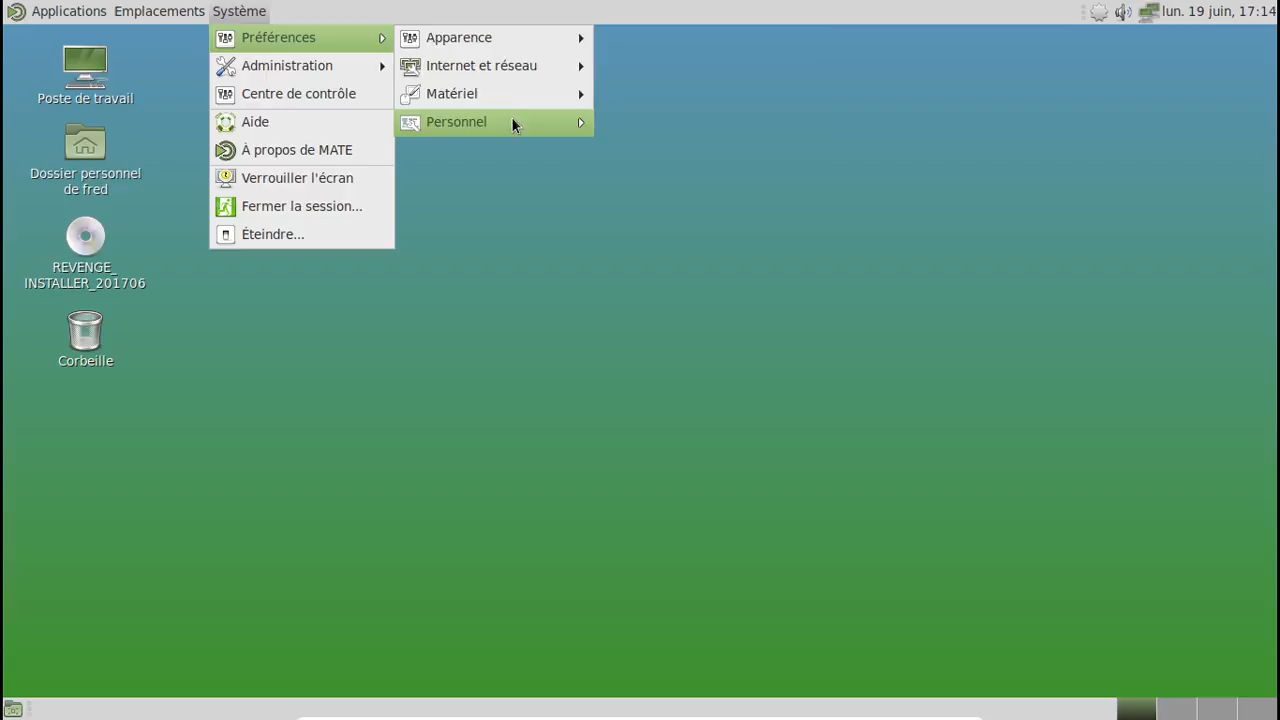 Applications Emplacements Système lun. 19 juin, 17:14
Préférences
Administration
Centre de contrôle
Aide
À propos de MATE
Verrouiller l'écran
Fermer la session...
Éteindre...
Apparence
Internet et réseau
Matériel
Personnel
Poste de travail
Dossier personnel
de fred
REVENGE_
INSTALLER_201706
Corbeille